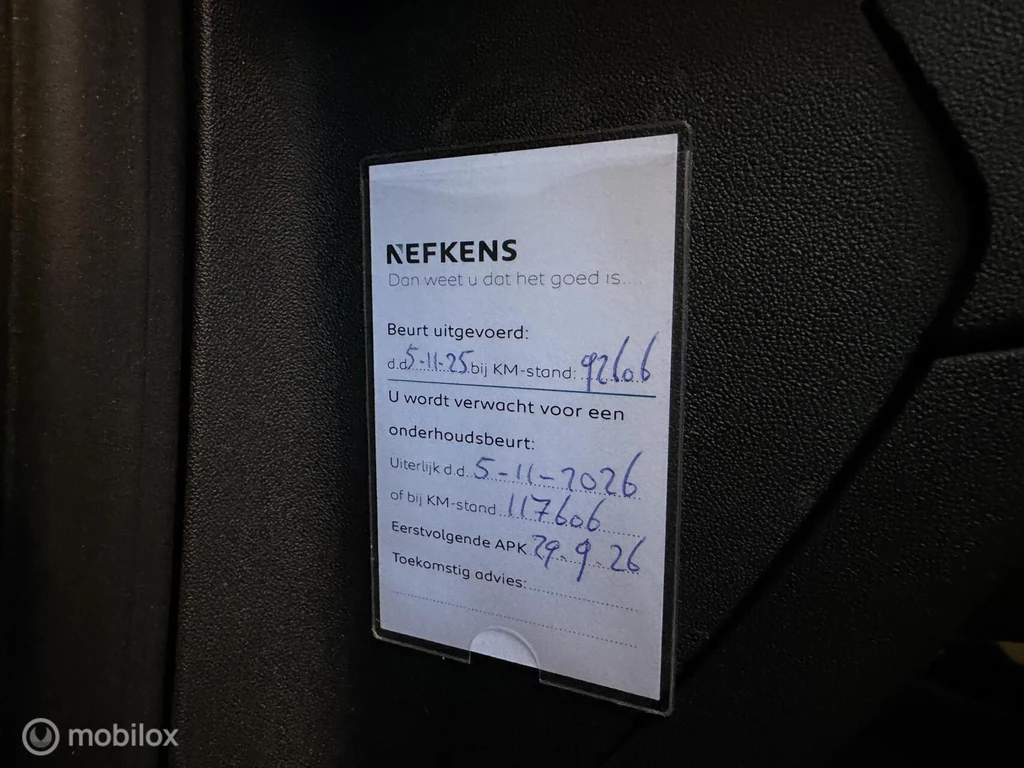 NEFKENS
Dan weet u dat het goed is....
Beurt uitgevoerd:
d.d. 5-11-25 bij KM-stand: 92606
U wordt verwacht voor een
onderhoudsbeurt:
Uiterlijk d.d. 5-11-2026
of bij KM-stand 117606
Eerstvolgende APK 29-9-26
Toekomstig advies:
mobilox